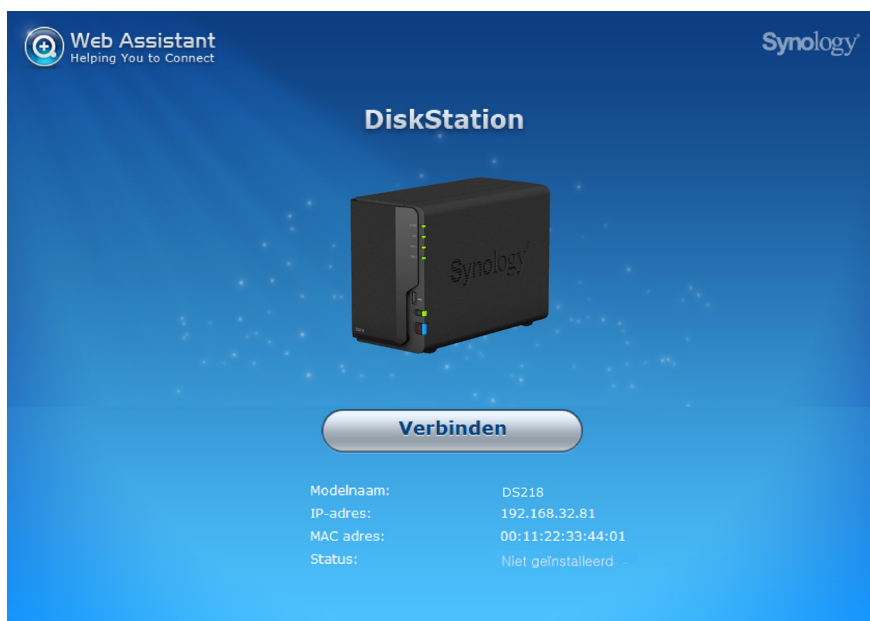 Web Assistant
Helping You to Connect
Synology
DiskStation
Synology
Verbinden
Modelnaam: DS218
IP-adres: 192.168.32.81
MAC adres: 00:11:22:33:44:01
Status: Niet geïnstalleerd